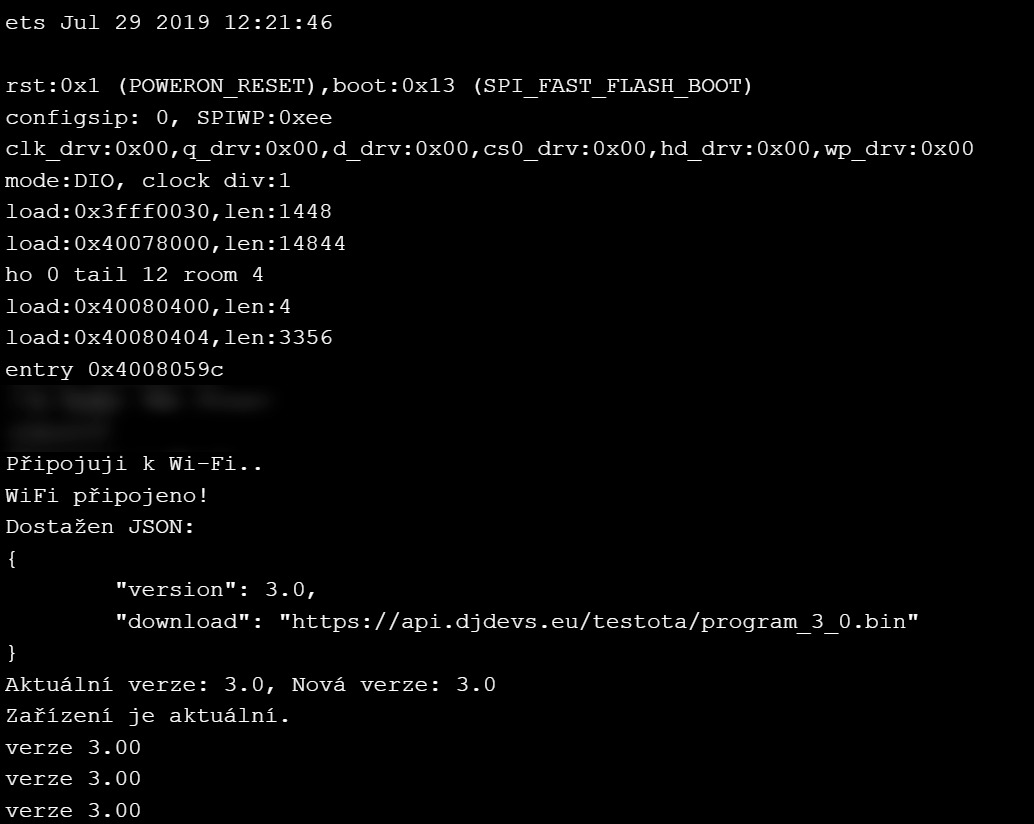 ets Jul 29 2019 12:21:46
rst:0x1 (POWERON_RESET),boot:0x13 (SPI_FAST_FLASH_BOOT)
configsip: 0, SPIWP:0xee
clk_drv:0x00,q_drv:0x00,d_drv:0x00,cs0_drv:0x00,hd_drv:0x00,wp_drv:0x00
mode:DIO, clock div:1
load:0x3fff0030,len:1448
load:0x40078000,len:14844
ho 0 tail 12 room 4
load:0x40080400,len:4
load:0x40080404,len:3356
entry 0x4008059c
Připojuji k Wi-Fi..
WiFi připojeno!
Dostažen JSON:
{
"version": 3.0,
"download": "https://api.djdevs.eu/testota/program_3_0.bin"
}
Aktuální verze: 3.0, Nová verze: 3.0
Zařízení je aktuální.
verze 3.00
verze 3.00
verze 3.00